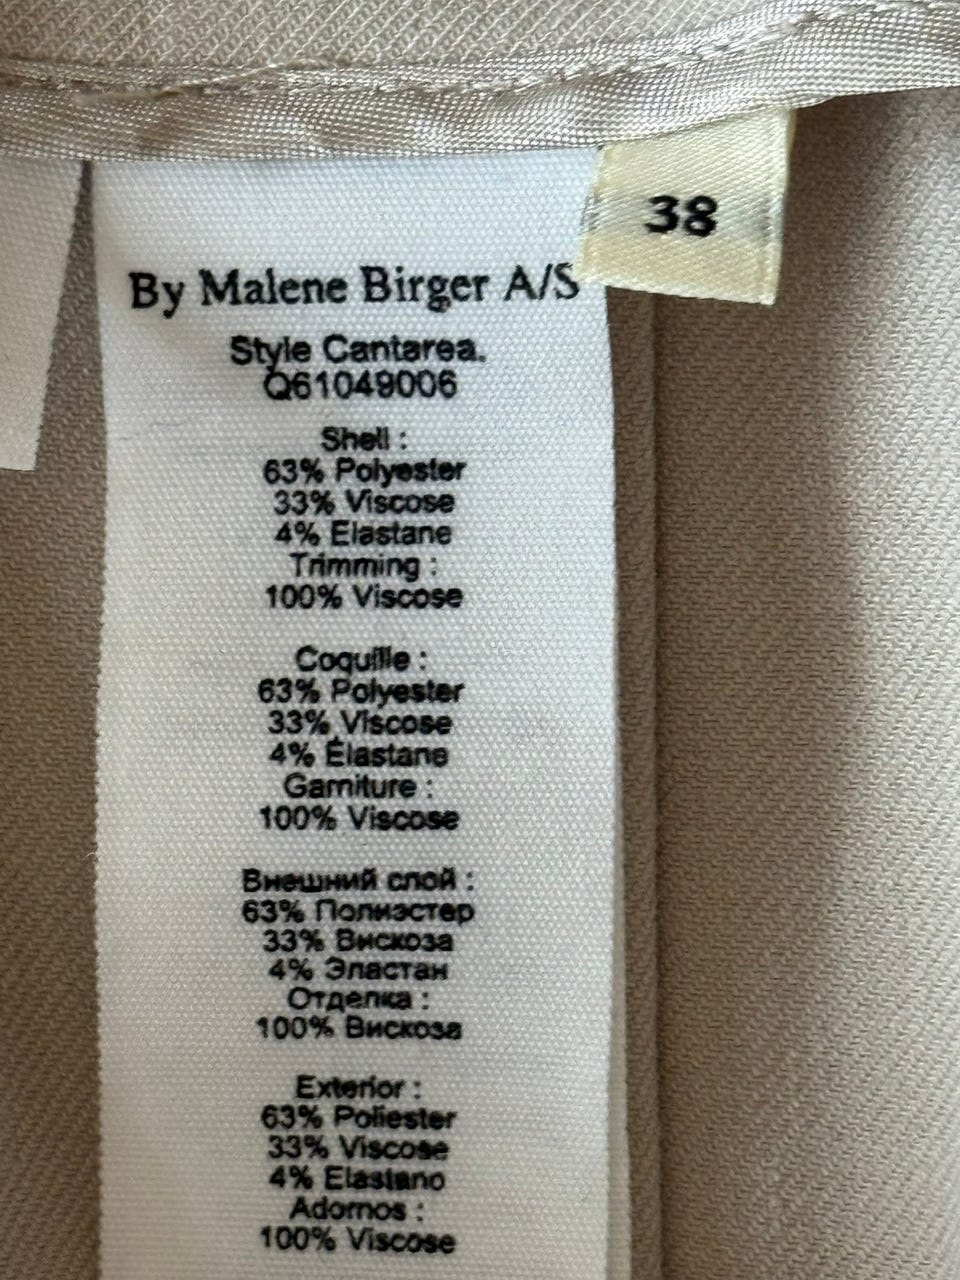 38
By Malene Birger A/S
Style Cantarea.
Q61049006
Shell :
63% Polyester
33% Viscose
4% Elastane
Trimming :
100% Viscose
Coquille :
63% Polyester
33% Viscose
4% Élastane
Garniture :
100% Viscose
Внешний слой :
63% Полиэстер
33% Вискоза
4% Эластан
Отделка :
100% Вискоза
Exterior :
63% Poliester
33% Viscose
4% Elastano
Adornos :
100% Viscose